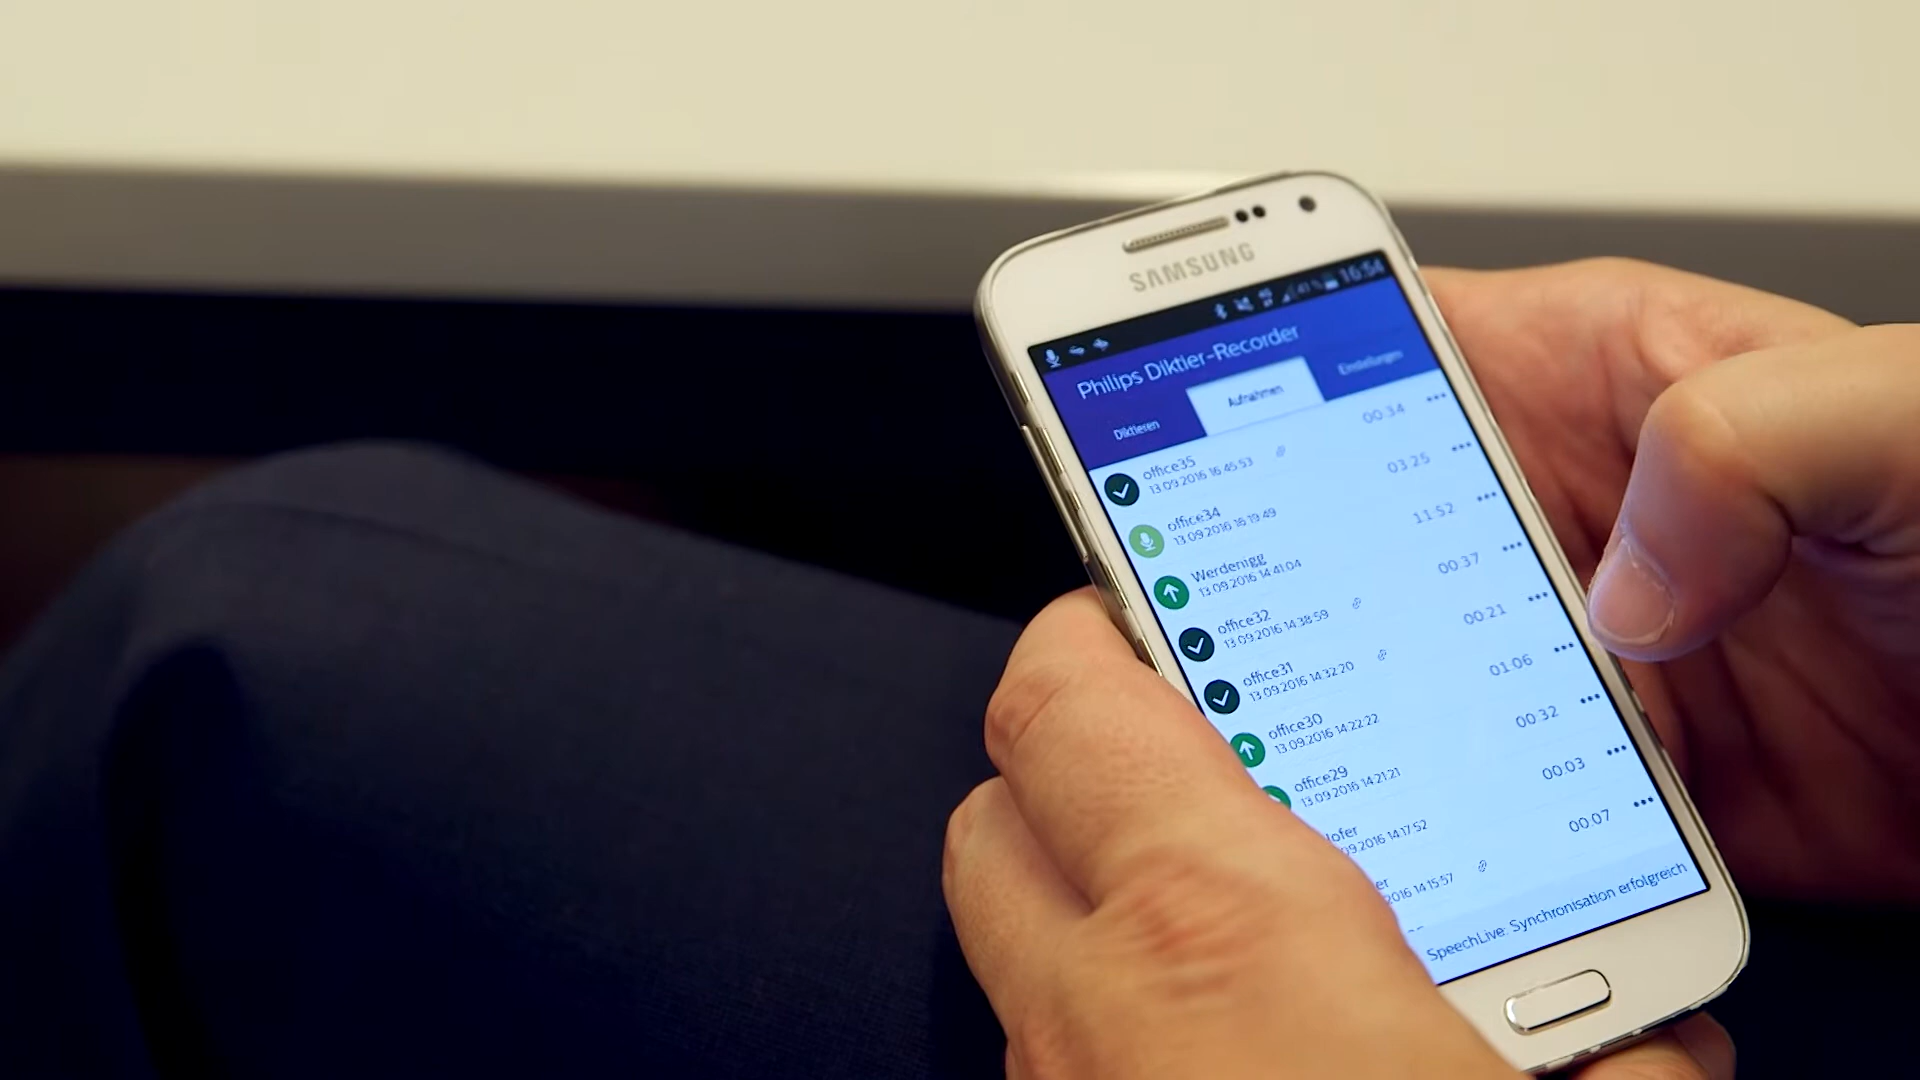 SAMSUNG
16:54
Philips Diktier-Recorder
Diktieren Aufnahmen Einstellungen
office35 00:34
13.09.2016 16:45:53
office34 03:25
13.09.2016 16:19:49
Werdenigg 11:52
13.09.2016 14:41:04
office32 00:37
13.09.2016 14:38:59
office31 00:21
13.09.2016 14:32:20
office30 01:06
13.09.2016 14:22:22
office29 00:32
13.09.2016 14:21:21
00:03
09.2016 14:17:52
00:07
2016 14:15:57
SpeechLive: Synchronisation erfolgreich